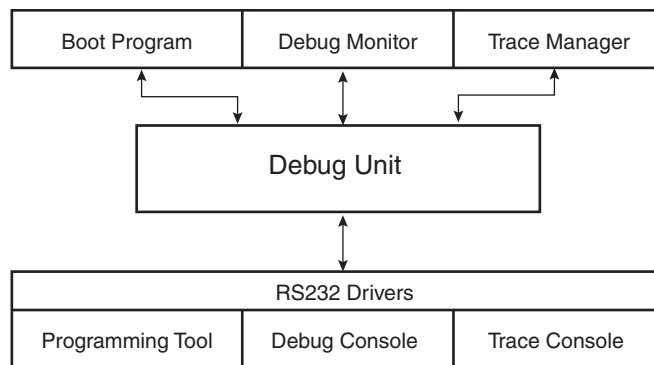 Boot Program
Debug Monitor
Trace Manager
Debug Unit
RS232 Drivers
Programming Tool
Debug Console
Trace Console